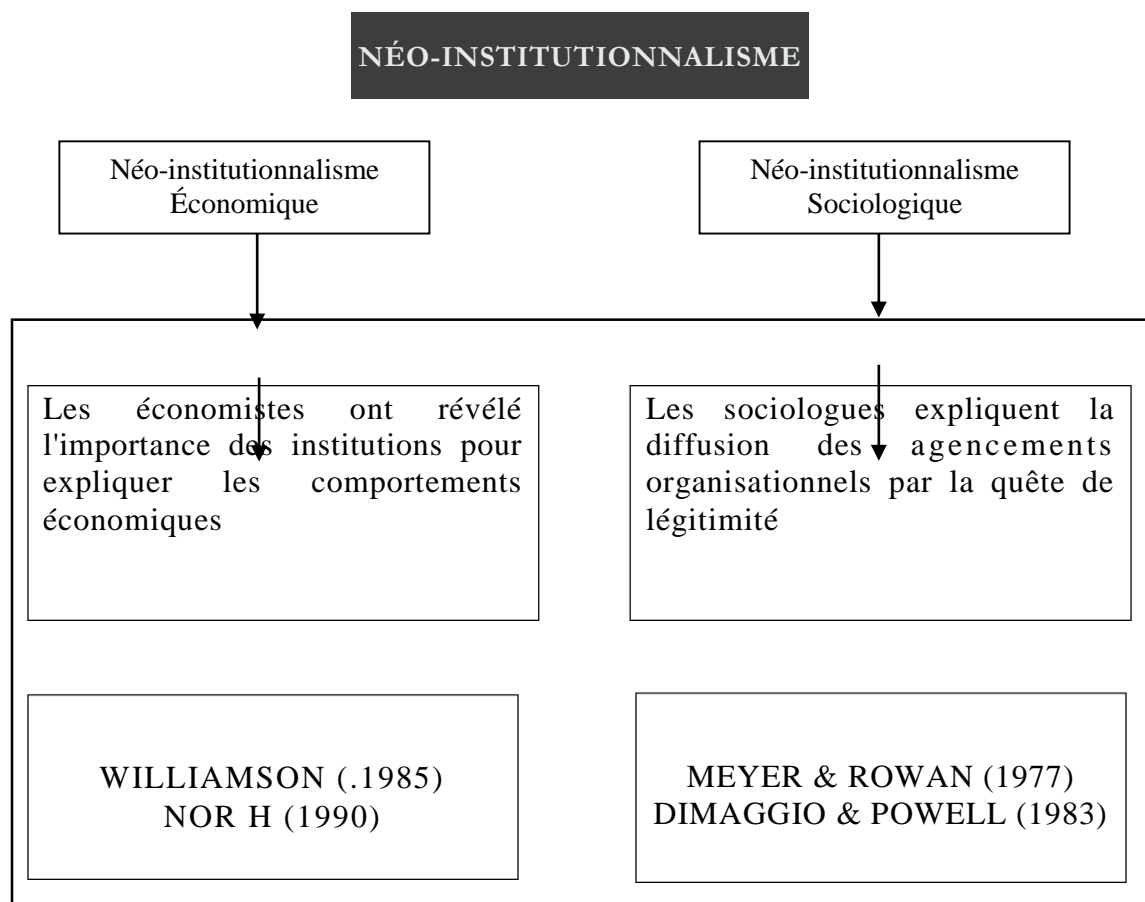 NÉO-INSTITUTIONNALISME
Néo-institutionnalisme
Économique
Néo-institutionnalisme
Sociologique
Les économistes ont révélé
l'importance des institutions pour
expliquer les comportements
économiques
Les sociologues expliquent la
diffusion des agencements
organisationnels par la quête de
légitimité
WILLIAMSON (.1985)
NOR H (1990)
MEYER & ROWAN (1977)
DIMAGGIO & POWELL (1983)